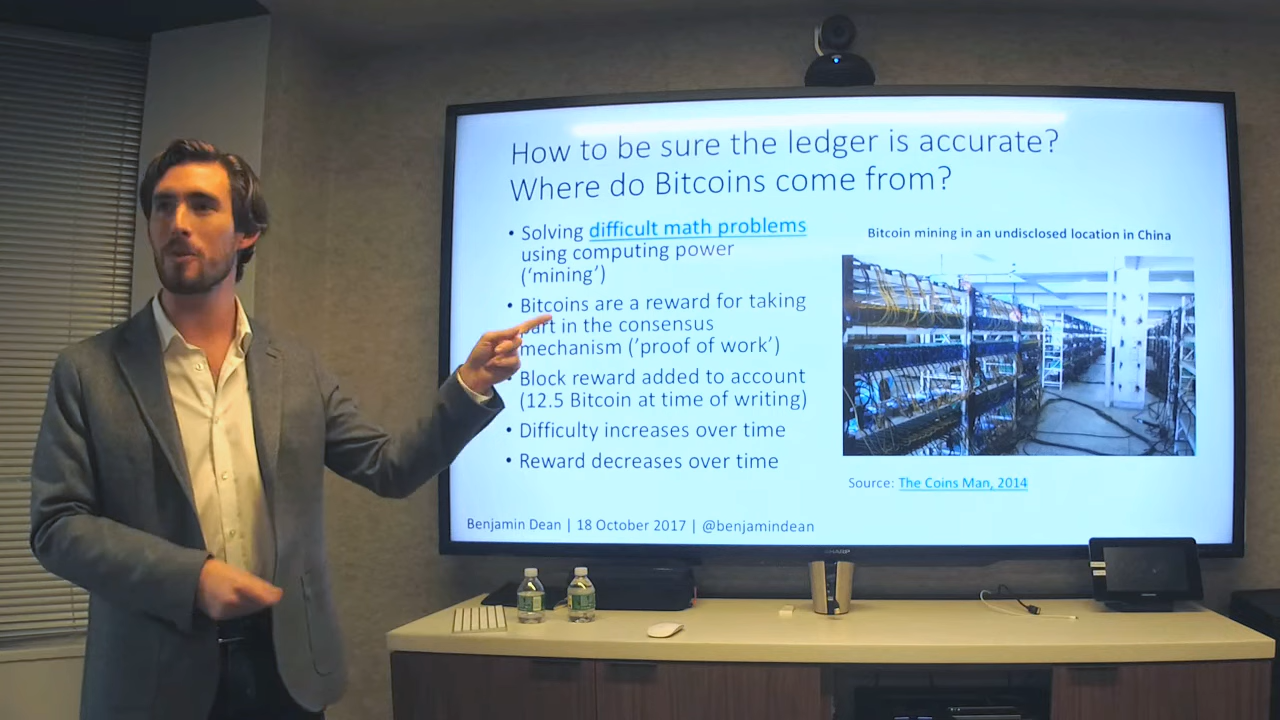 How to be sure the ledger is accurate?
Where do Bitcoins come from?
• Solving difficult math problems
using computing power
(‘mining’)
• Bitcoins are a reward for taking
part in the consensus
mechanism (’proof of work’)
• Block reward added to account
(12.5 Bitcoin at time of writing)
• Difficulty increases over time
• Reward decreases over time
Bitcoin mining in an undisclosed location in China
Source: The Coins Man, 2014
Benjamin Dean | 18 October 2017 | @benjamindean
SHARP